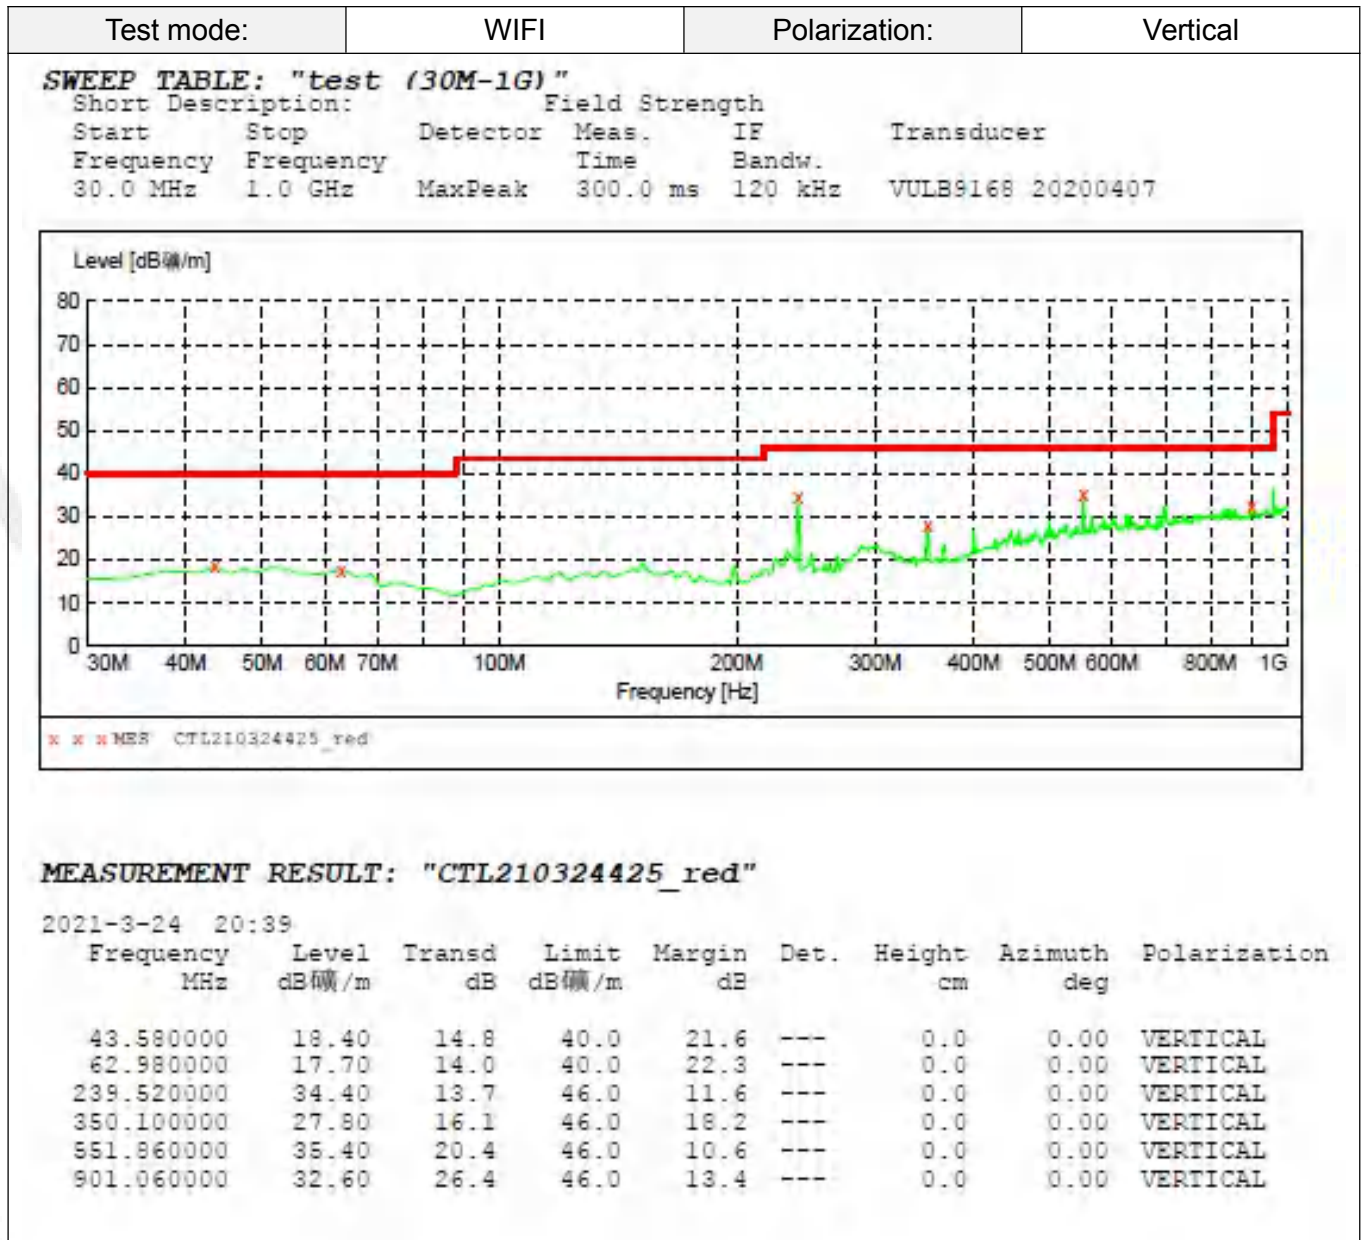 Test mode: WIFI Polarization: Vertical
SWEEP TABLE: "test (30M-1G)"
Short Description: Field Strength
Start Stop Detector Meas. IF Transducer
Frequency Frequency Time Bandw.
30.0 MHz 1.0 GHz MaxPeak 300.0 ms 120 kHz VULB9168 20200407
Level [dB礦/m]
80
70
60
50
40
30
20
10
0
30M 40M 50M 60M 70M 100M 200M 300M 400M 500M 600M 800M 1G
Frequency [Hz]
x x x MES CTL210324425_red
MEASUREMENT RESULT: "CTL210324425_red"
2021-3-24 20:39
Frequency Level Transd Limit Margin Det. Height Azimuth Polarization
MHz dB礦/m dB dB礦/m dB cm deg
43.580000 18.40 14.8 40.0 21.6 --- 0.0 0.00 VERTICAL
62.980000 17.70 14.0 40.0 22.3 --- 0.0 0.00 VERTICAL
239.520000 34.40 13.7 46.0 11.6 --- 0.0 0.00 VERTICAL
350.100000 27.80 16.1 46.0 18.2 --- 0.0 0.00 VERTICAL
551.860000 35.40 20.4 46.0 10.6 --- 0.0 0.00 VERTICAL
901.060000 32.60 26.4 46.0 13.4 --- 0.0 0.00 VERTICAL